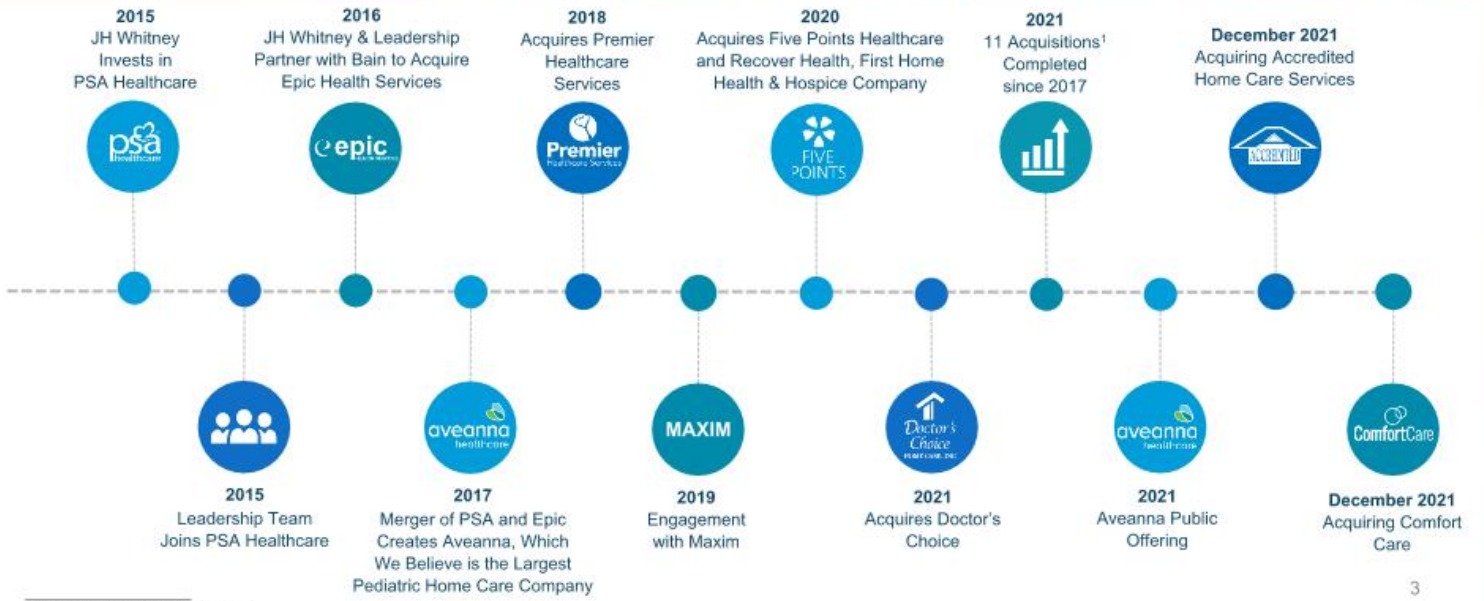 2015
JH Whitney
Invests in
PSA Healthcare
2016
JH Whitney & Leadership
Partner with Bain to Acquire
Epic Health Services
2018
Acquires Premier
Healthcare
Services
2020
Acquires Five Points Healthcare
and Recover Health, First Home
Health & Hospice Company
2021
11 Acquisitions¹
Completed
since 2017
December 2021
Acquiring Accredited
Home Care Services
psa
healthcare
epic
HEALTH SERVICES
Premier
Healthcare Services
FIVE
POINTS
ACCREDITED
aveanna
healthcare
MAXIM
Doctor's
Choice
HOME CARE, INC.
aveanna
healthcare
ComfortCare
2015
Leadership Team
Joins PSA Healthcare
2017
Merger of PSA and Epic
Creates Aveanna, Which
We Believe is the Largest
Pediatric Home Care Company
2019
Engagement
with Maxim
2021
Acquires Doctor's
Choice
2021
Aveanna Public
Offering
December 2021
Acquiring Comfort
Care
3